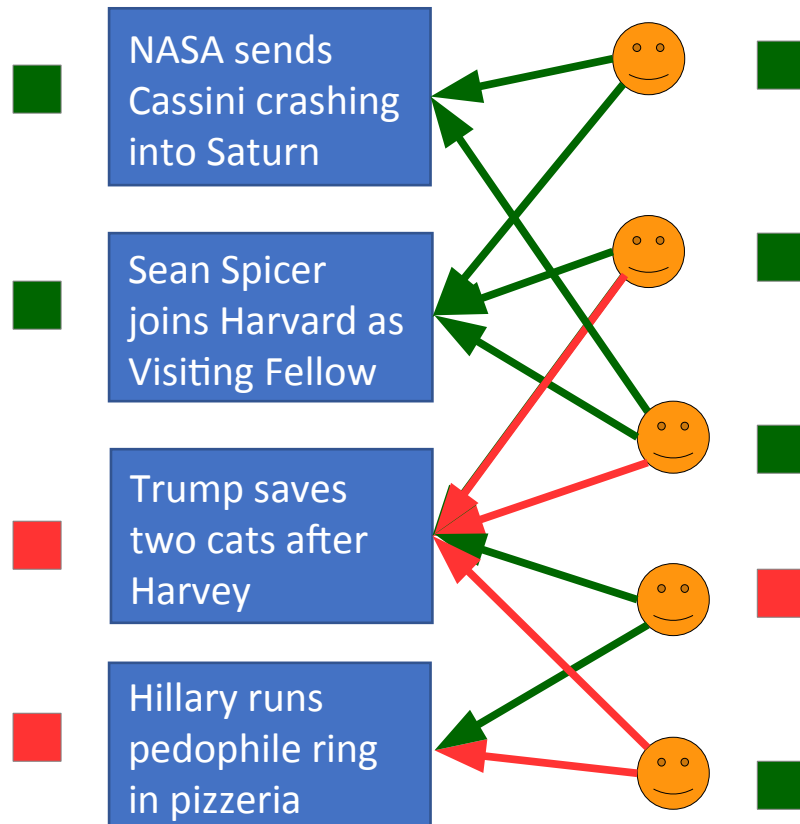 NASA sends
Cassini crashing
into Saturn
Sean Spicer
joins Harvard as
Visiting Fellow
Trump saves
two cats after
Harvey
Hillary runs
pedophile ring
in pizzeria